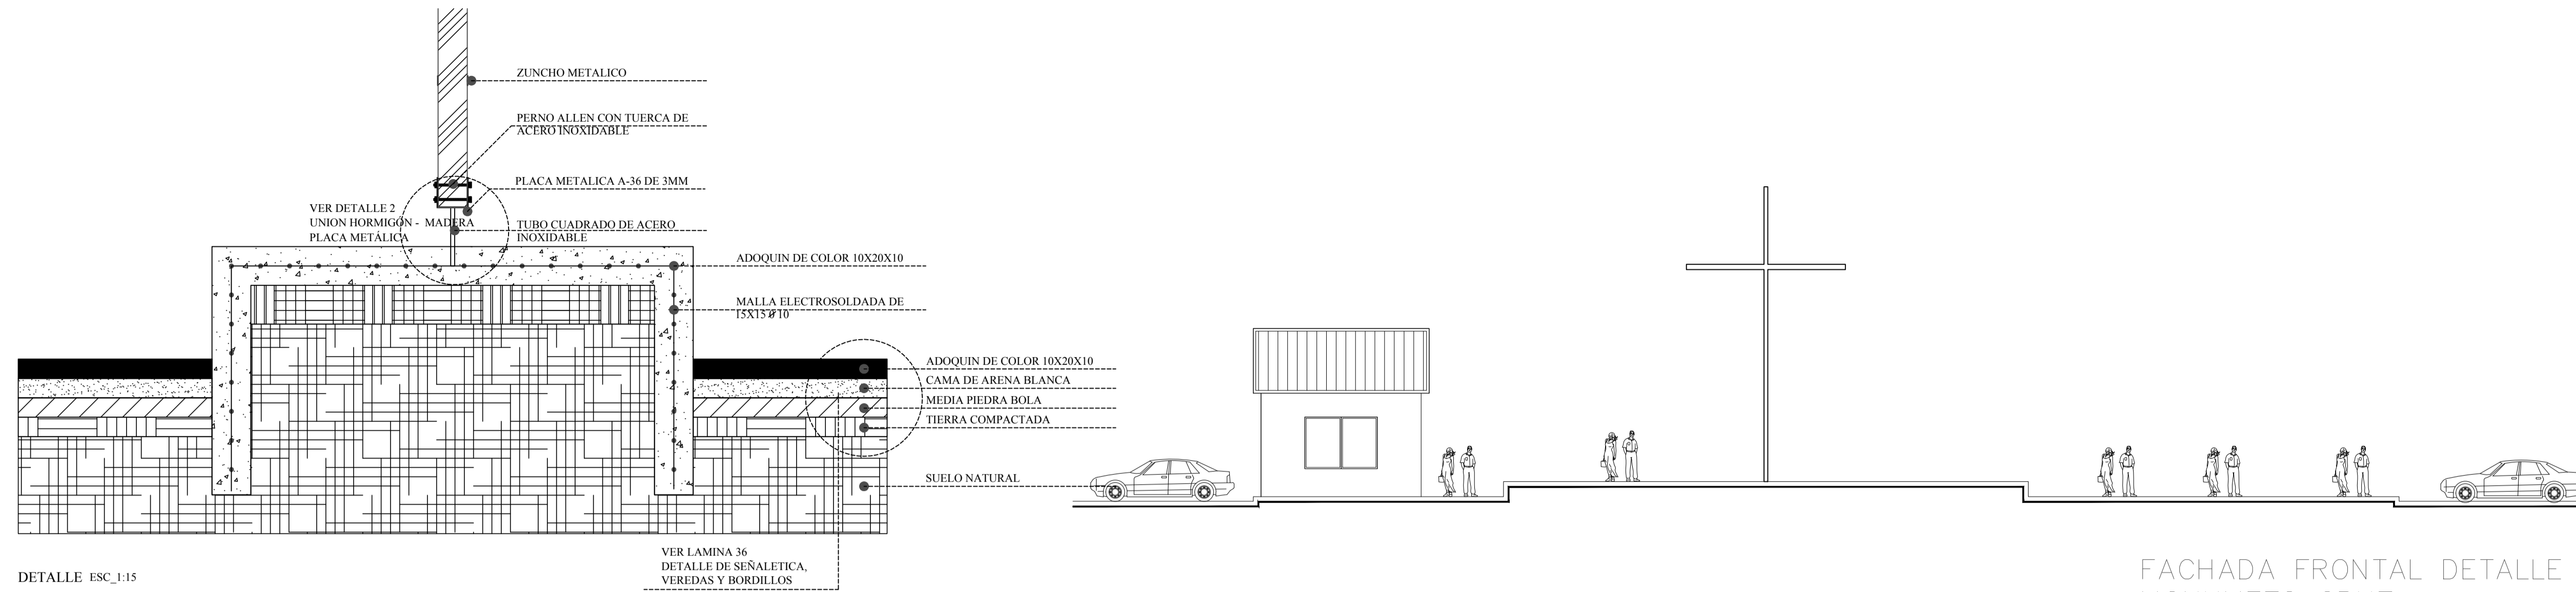 ZUNCHO METALICO
PERNO ALLEN CON TUERCA DE
ACERO INOXIDABLE
PLACA METALICA A-36 DE 3MM
VER DETALLE 2
UNION HORMIGÓN - MADERA
PLACA METÁLICA
TUBO CUADRADO DE ACERO
INOXIDABLE
ADOQUIN DE COLOR 10X20X10
MALLA ELECTROSOLDADA DE
15X15 Ø 10
ADOQUIN DE COLOR 10X20X10
CAMA DE ARENA BLANCA
MEDIA PIEDRA BOLA
TIERRA COMPACTADA
SUELO NATURAL
VER LAMINA 36
DETALLE DE SEÑALETICA,
VEREDAS Y BORDILLOS
DETALLE ESC_1:15
FACHADA FRONTAL DETALLE